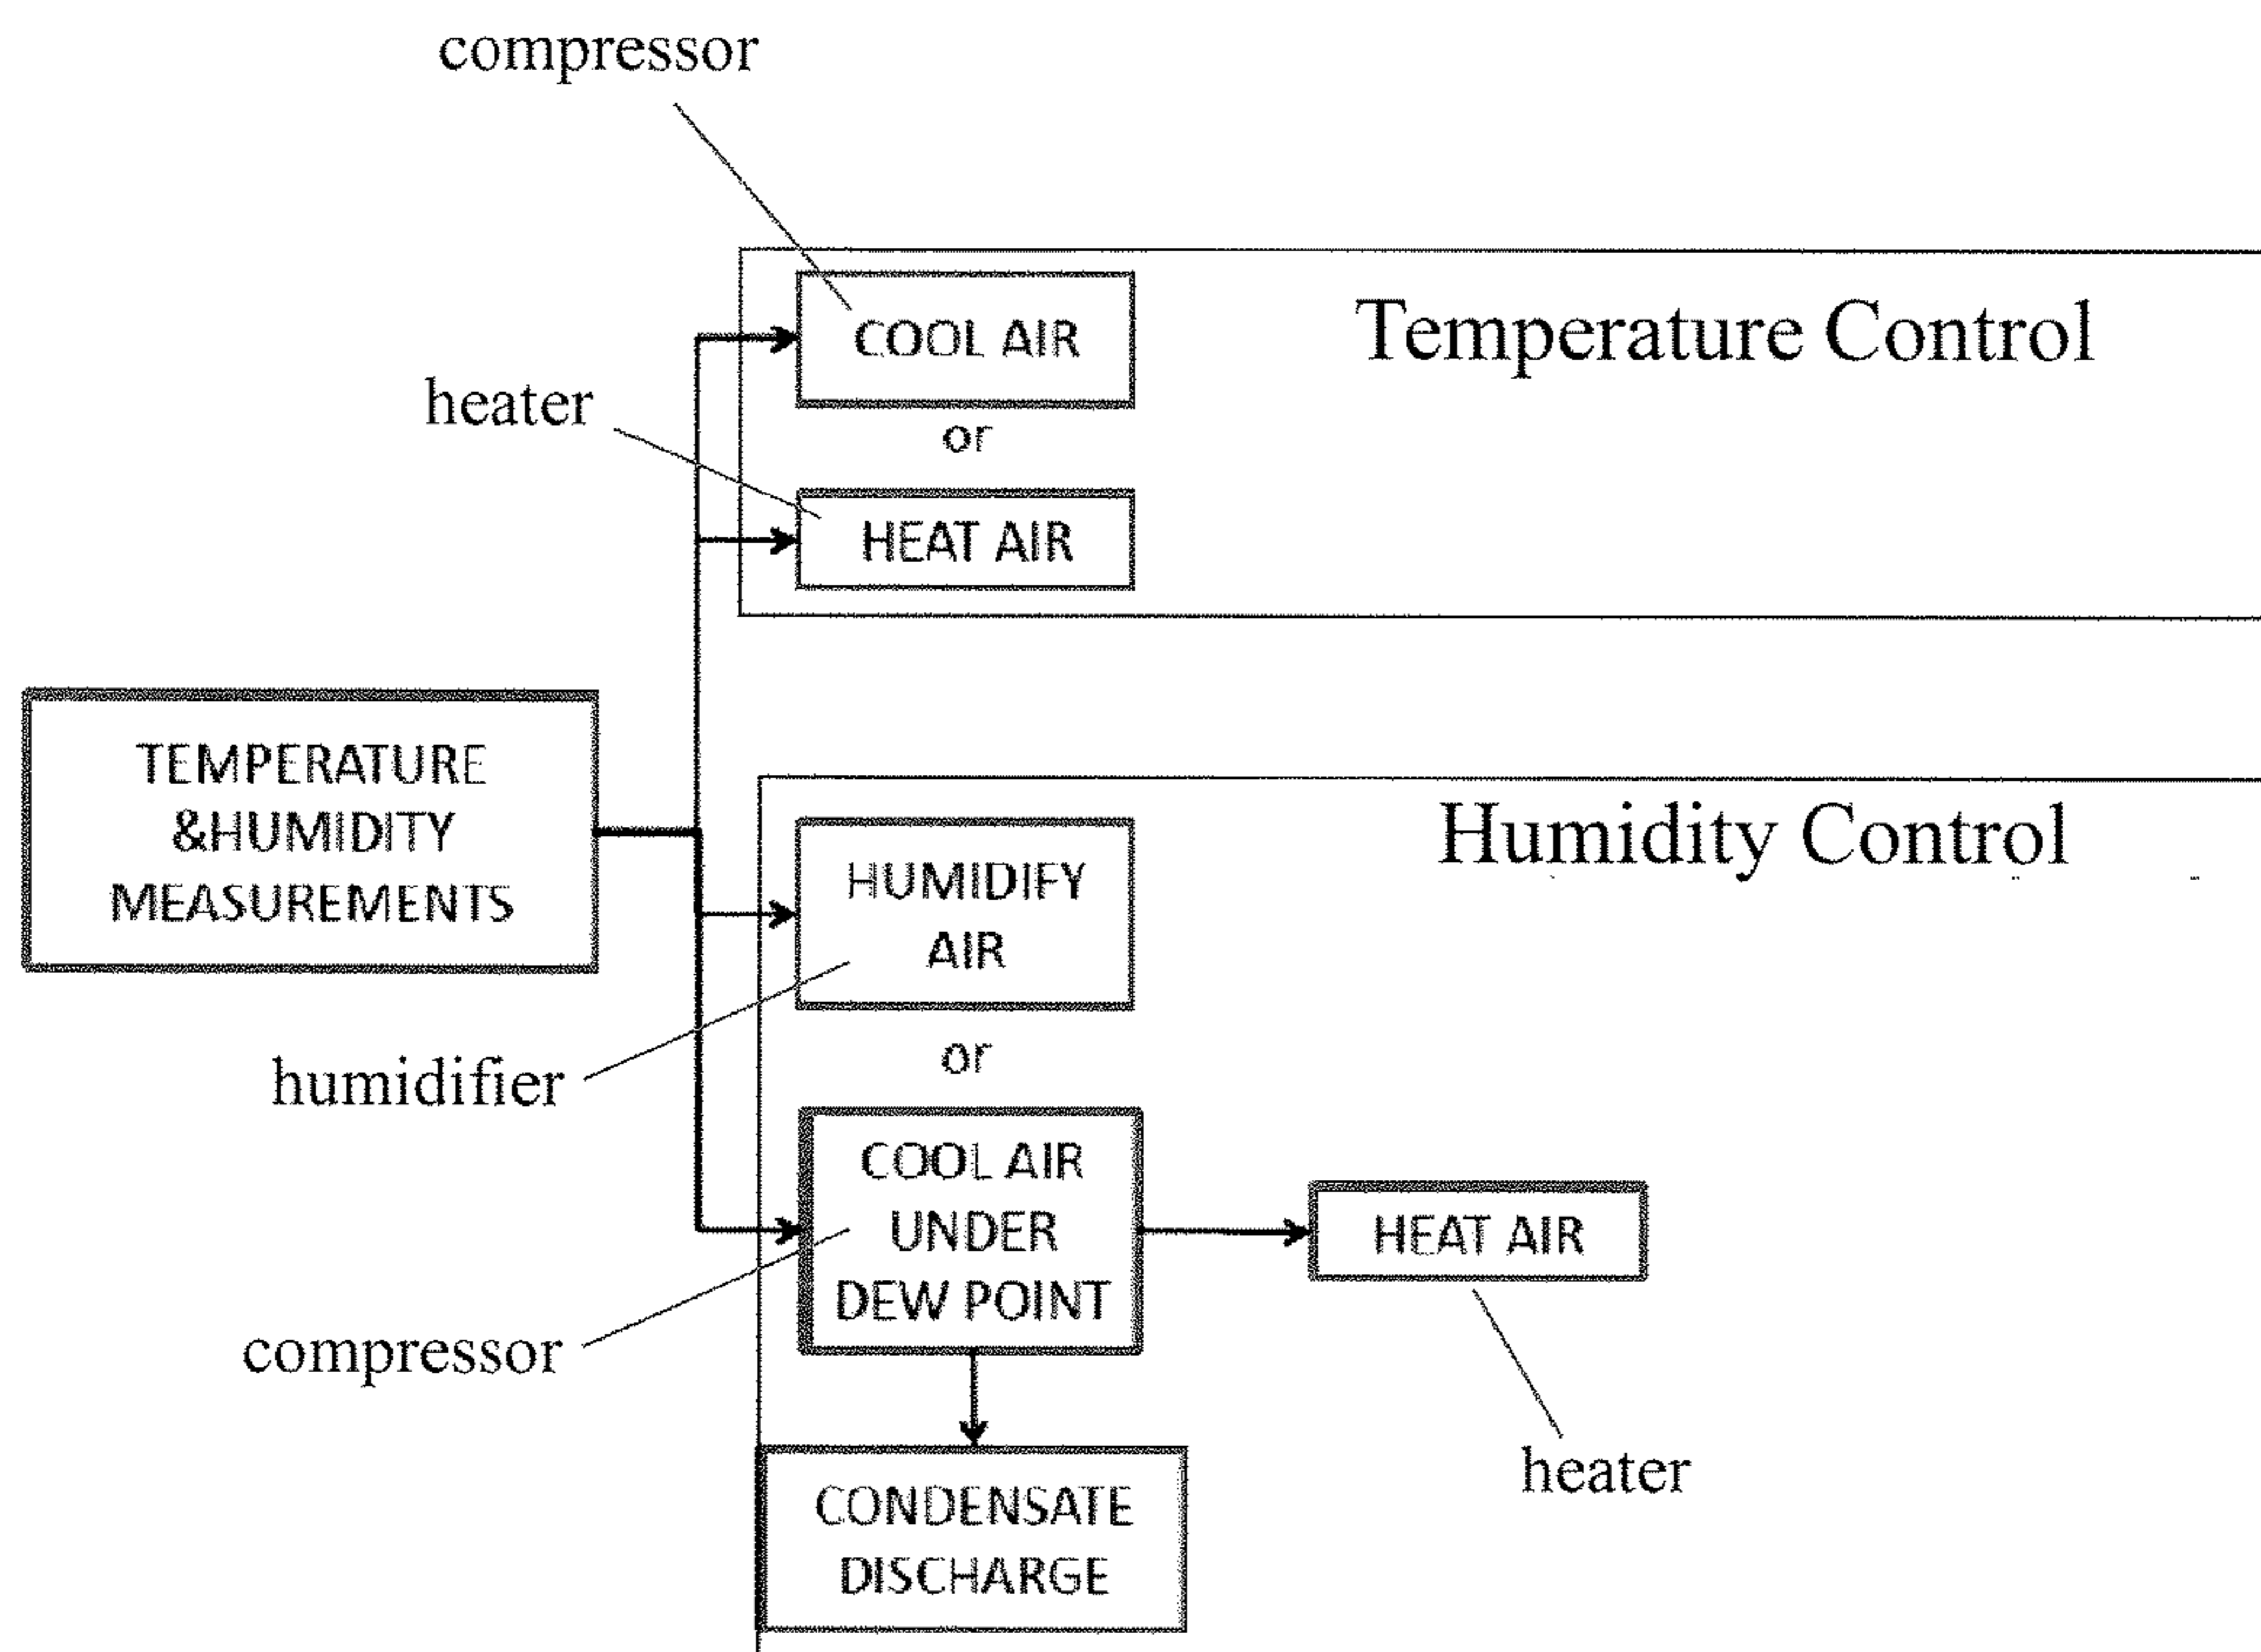 compressor
COOL AIR
Temperature Control
heater
or
HEAT AIR
TEMPERATURE
&HUMIDITY
MEASUREMENTS
Humidity Control
HUMIDIFY
AIR
humidifier
or
COOL AIR
UNDER
DEW POINT
HEAT AIR
compressor
heater
CONDENSATE
DISCHARGE